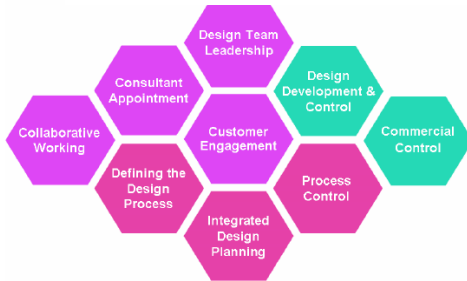 Design Team
Leadership
Consultant
Appointment
Design
Development &
Control
Collaborative
Working
Customer
Engagement
Commercial
Control
Defining the
Design
Process
Process
Control
Integrated
Design
Planning